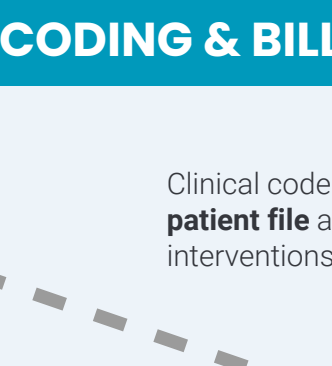 CODING & BILL
Clinical code
patient file a
interventions